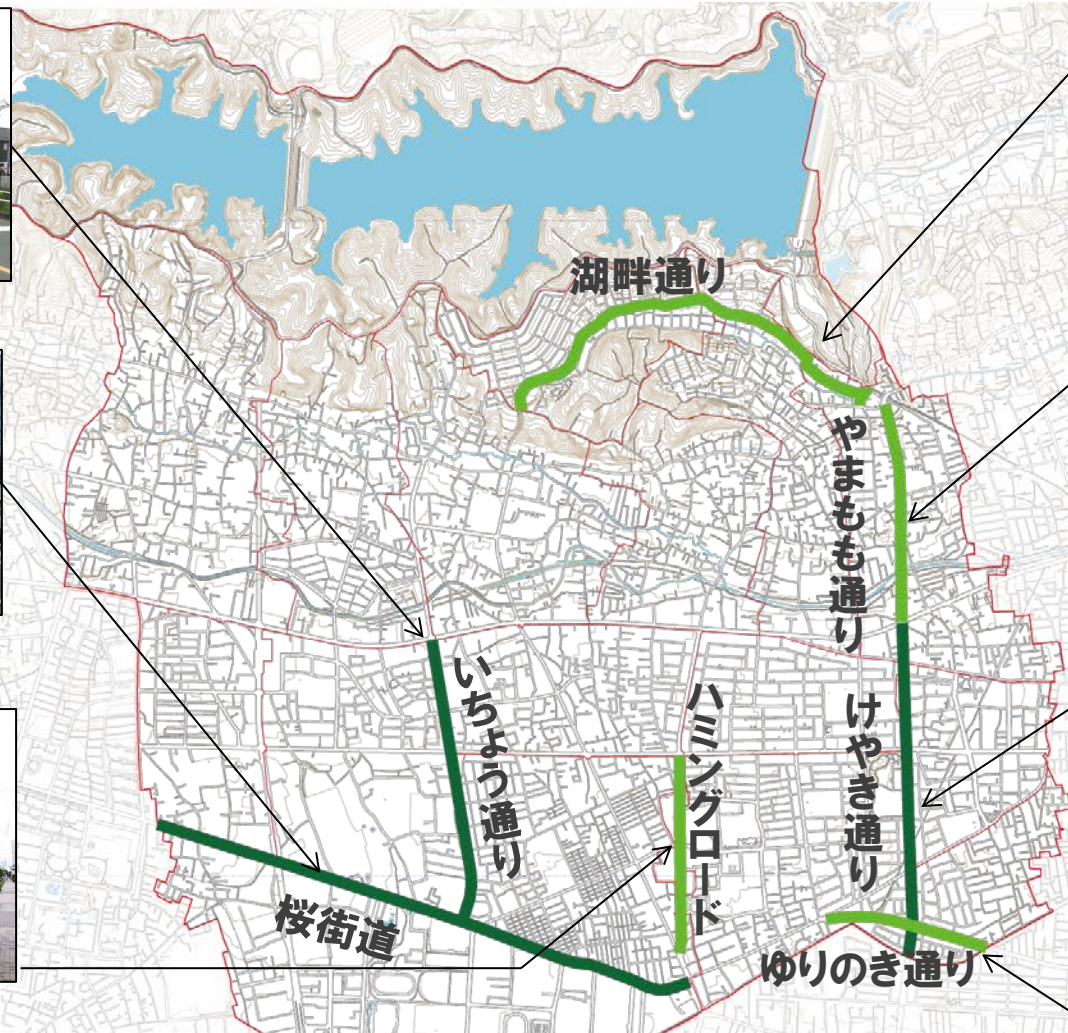 湖畔通り
やまもも通り
いちょう通り
ハミングロード
けやき通り
桜街道
ゆりのき通り